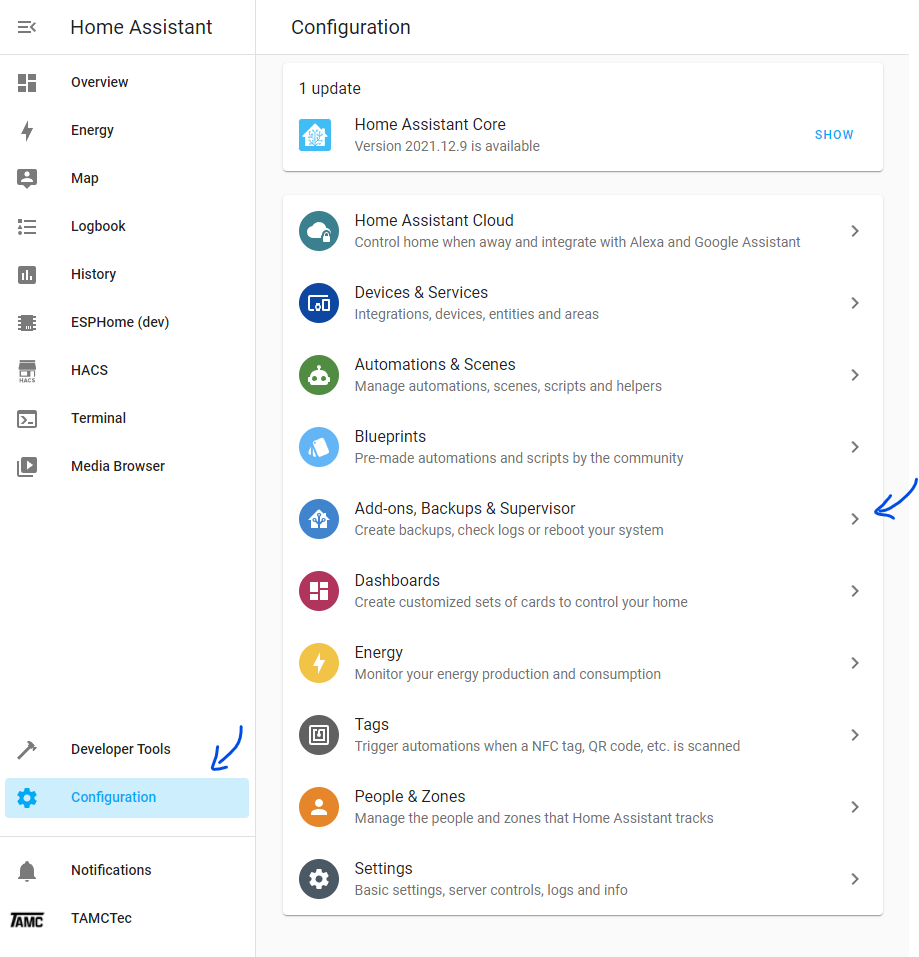 Home Assistant
Configuration
Overview
Energy
Map
Logbook
History
ESPHome (dev)
HACS
HACS
Terminal
Media Browser
Developer Tools
Configuration
Notifications
TAMC
TAMCTec
1 update
Home Assistant Core
Version 2021.12.9 is available
SHOW
Home Assistant Cloud
Control home when away and integrate with Alexa and Google Assistant
Devices & Services
Integrations, devices, entities and areas
Automations & Scenes
Manage automations, scenes, scripts and helpers
Blueprints
Pre-made automations and scripts by the community
Add-ons, Backups & Supervisor
Create backups, check logs or reboot your system
Dashboards
Create customized sets of cards to control your home
Energy
Monitor your energy production and consumption
Tags
Trigger automations when a NFC tag, QR code, etc. is scanned
People & Zones
Manage the people and zones that Home Assistant tracks
Settings
Basic settings, server controls, logs and info